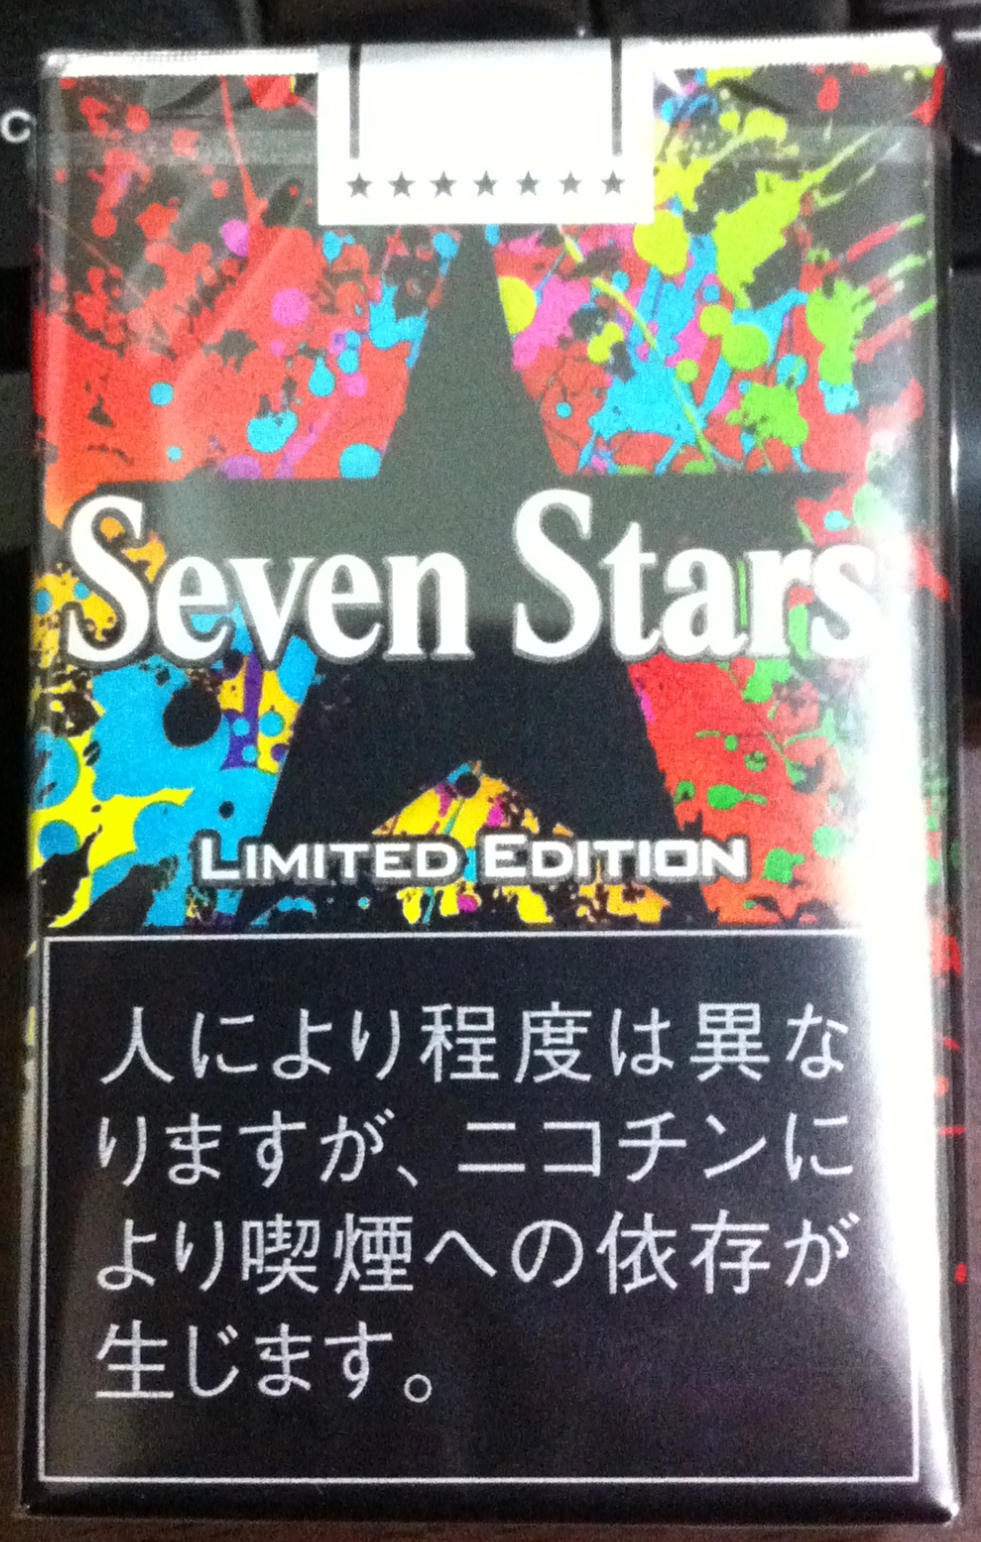 C
Seven Stars
LIMITED EDITION
人により程度は異な
りますが、ニコチンに
より喫煙への依存が
生じます。